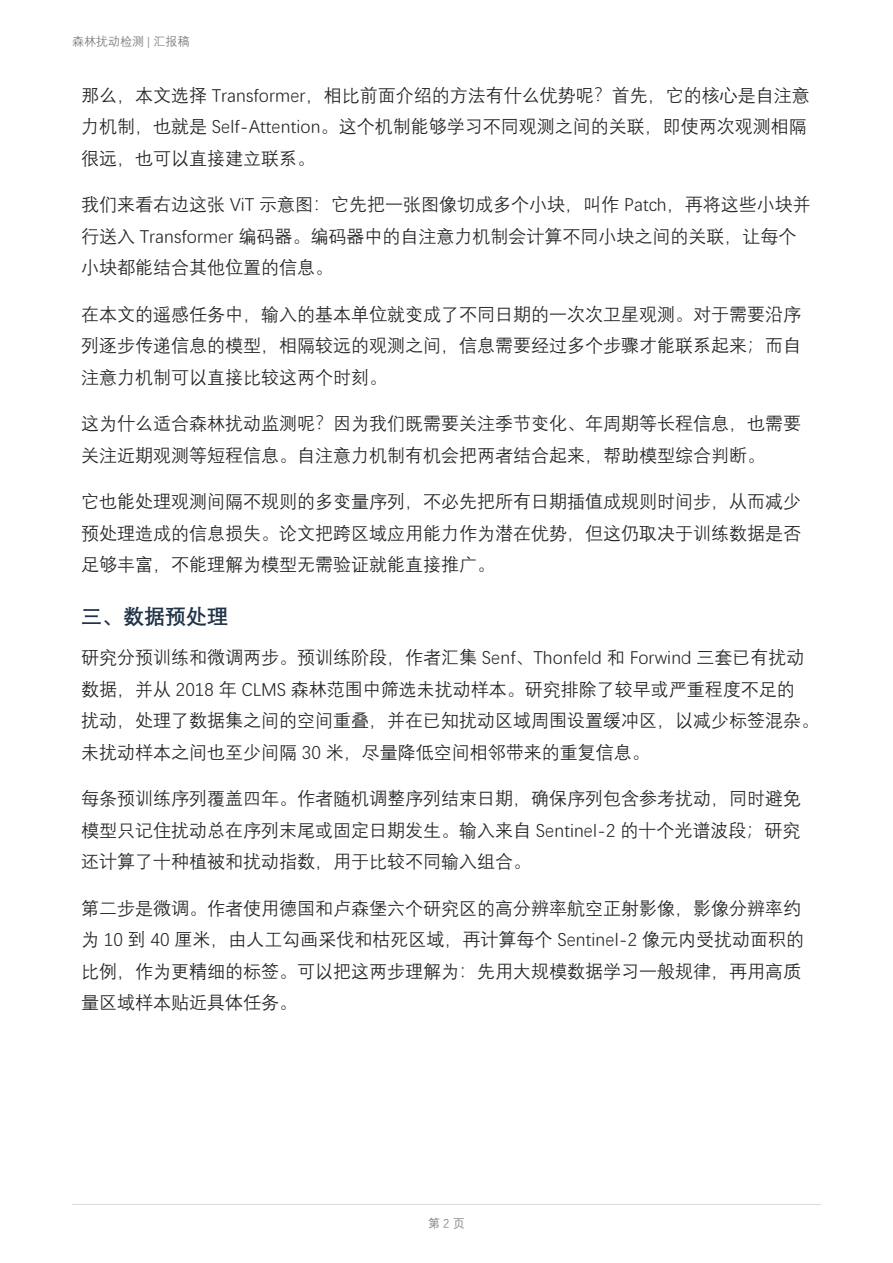 森林扰动检测 | 汇报稿
那么，本文选择 Transformer，相比前面介绍的方法有什么优势呢？首先，它的核心是自注意
力机制，也就是 Self-Attention。这个机制能够学习不同观测之间的关联，即使两次观测相隔
很远，也可以直接建立联系。
我们来看右边这张 ViT 示意图：它先把一张图像切成多个小块，叫作 Patch，再将这些小块并
行送入 Transformer 编码器。编码器中的自注意力机制会计算不同小块之间的关联，让每个
小块都能结合其他位置的信息。
在本文的遥感任务中，输入的基本单位就变成了不同日期的一次次卫星观测。对于需要沿序
列逐步传递信息的模型，相隔较远的观测之间，信息需要经过多个步骤才能联系起来；而自
注意力机制可以直接比较这两个时刻。
这为什么适合森林扰动监测呢？因为我们既需要关注季节变化、年周期等长程信息，也需要
关注近期观测等短程信息。自注意力机制有机会把两者结合起来，帮助模型综合判断。
它也能处理观测间隔不规则的多变量序列，不必先把所有日期插值成规则时间步，从而减少
预处理造成的信息损失。论文把跨区域应用能力作为潜在优势，但这仍取决于训练数据是否
足够丰富，不能理解为模型无需验证就能直接推广。
三、数据预处理
研究分预训练和微调两步。预训练阶段，作者汇集 Senf、Thonfeld 和 Forwind 三套已有扰动
数据，并从 2018 年 CLMS 森林范围中筛选未扰动样本。研究排除了较早或严重程度不足的
扰动，处理了数据集之间的空间重叠，并在已知扰动区域周围设置缓冲区，以减少标签混杂。
未扰动样本之间也至少间隔 30 米，尽量降低空间相邻带来的重复信息。
每条预训练序列覆盖四年。作者随机调整序列结束日期，确保序列包含参考扰动，同时避免
模型只记住扰动总在序列末尾或固定日期发生。输入来自 Sentinel-2 的十个光谱波段；研究
还计算了十种植被和扰动指数，用于比较不同输入组合。
第二步是微调。作者使用德国和卢森堡六个研究区的高分辨率航空正射影像，影像分辨率约
为 10 到 40 厘米，由人工勾画采伐和枯死区域，再计算每个 Sentinel-2 像元内受扰动面积的
比例，作为更精细的标签。可以把这两步理解为：先用大规模数据学习一般规律，再用高质
量区域样本贴近具体任务。
第 2 页